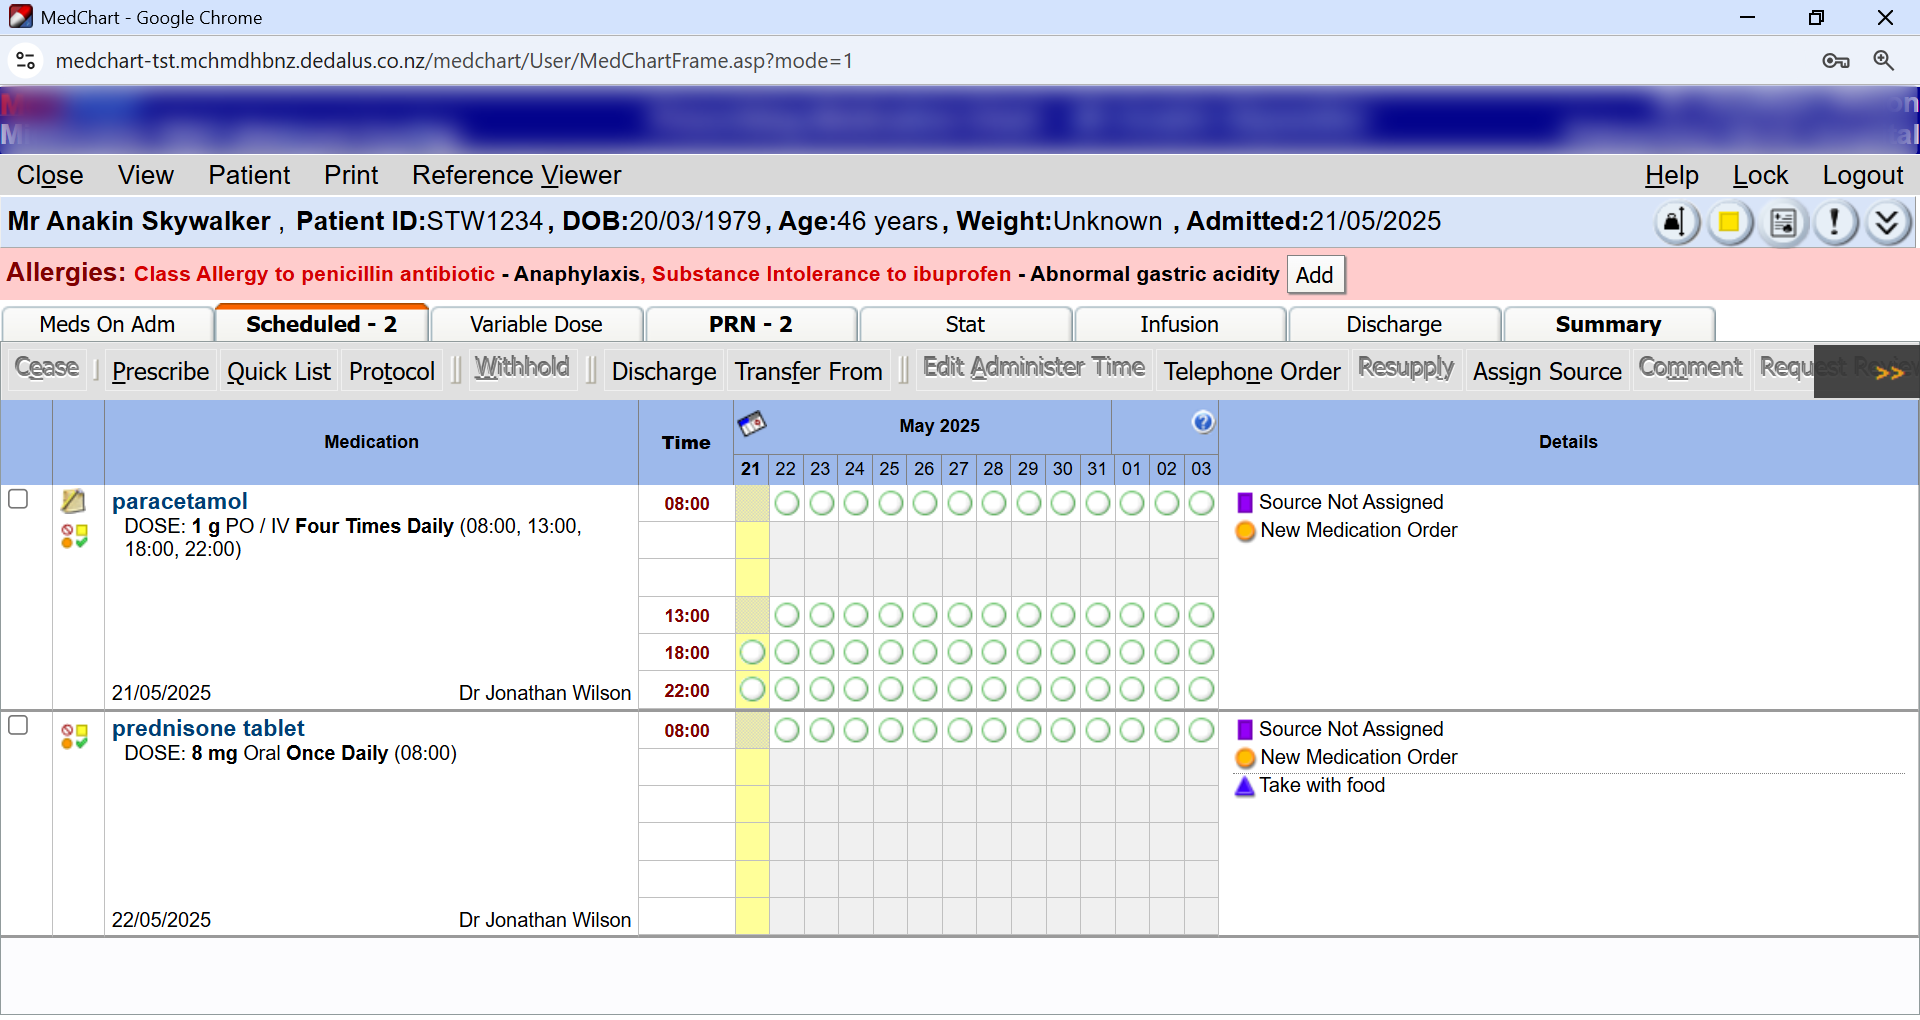 MedChart - Google Chrome
medchart-tst.mchmdhbnz.dedalus.co.nz/medchart/User/MedChartFrame.asp?mode=1
Close View Patient Print Reference Viewer Help Lock Logout
Mr Anakin Skywalker , Patient ID:STW1234, DOB:20/03/1979, Age:46 years, Weight:Unknown , Admitted:21/05/2025
Allergies: Class Allergy to penicillin antibiotic - Anaphylaxis, Substance Intolerance to ibuprofen - Abnormal gastric acidity Add
Meds On Adm Scheduled - 2 Variable Dose PRN - 2 Stat Infusion Discharge Summary
Cease Prescribe Quick List Protocol Withhold Discharge Transfer From Edit Administer Time Telephone Order Resupply Assign Source Comment Request >>
Medication Time May 2025 Details
21 22 23 24 25 26 27 28 29 30 31 01 02 03
paracetamol 08:00 Source Not Assigned
DOSE: 1 g PO / IV Four Times Daily (08:00, 13:00, New Medication Order
18:00, 22:00)
13:00
18:00
21/05/2025 Dr Jonathan Wilson 22:00
prednisone tablet 08:00 Source Not Assigned
DOSE: 8 mg Oral Once Daily (08:00) New Medication Order
Take with food
22/05/2025 Dr Jonathan Wilson